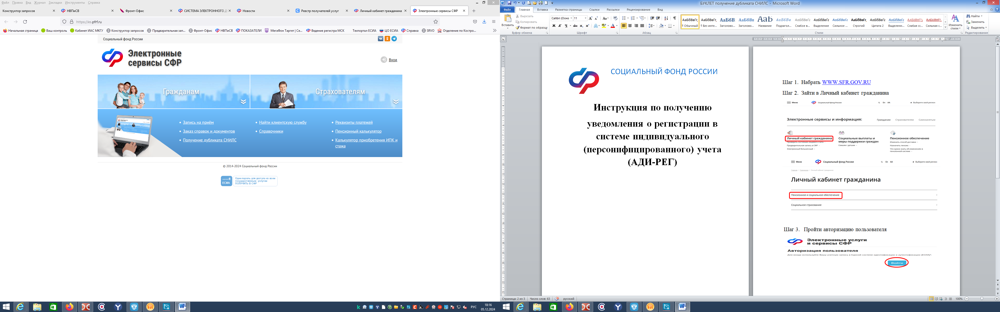 Файл Правка Вид Журнал Закладки Инструменты Справка
Конструктор запросов
НВПиСВ
Фронт-Офис
СИСТЕМА ЭЛЕКТРОННОГО Д
Новости
Реестр получателей услуг
Личный кабинет гражданина
Электронные сервисы СФР
https://es.pfrf.ru
Начальная страница Ваш контроль Кабинет ИАС МКГУ Конструктор запросов Предварительная зап... Фронт-Офис НВПиСВ ПОКАЗАТЕЛИ МегаФон Таргет | Се... Ведение регистра МСК Техпортал ЕСИА ЦО ЕСИА Справка SRVO Отделение по Костро...
Социальный фонд России
Электронные
сервисы СФР
Вход
Гражданам
Страхователям
Запись на приём
Заказ справок и документов
Получение дубликата СНИЛС
Найти клиентскую службу
Справочники
Реквизиты платежей
Пенсионный калькулятор
Калькулятор приобретения ИПК и
стажа
© 2014-2024 Социальный фонд России
ЕСИА
Один пароль для доступа ко всем
государственным услугам
ПОЛУЧИТЬ В СФР
РУС
10:16
05.12.2024
БУКЛЕТ получение дубликата СНИЛС - Microsoft Word
Файл Главная Вставка Разметка страницы Ссылки Рассылки Рецензирование Вид
Вставить
Вырезать
Копировать
Формат по образцу
Буфер обмена
Calibri (Осно 11
Шрифт
Абзац
АаБбВвГг, АаБбВвГг, АаБбВ АаБбВв АаБ АаБбВв. АаБбВвГг АаБбВвГг АаБбВвГг АаБбВвГг АаБбВвГг АаБбВвГг АаБбВвГг АаБбВвГг
¶ Обычный ¶ Без инте... Заголово... Заголово... Название Подзагол... Слабое в... Выделение Сильное ... Строгий Цитата 2 Выделенн... Слабая сс... Сильная с...
Стили
Изменить
стили
Найти
Заменить
Выделить
Редактирование
СОЦИАЛЬНЫЙ ФОНД РОССИИ
Инструкция по получению
уведомления о регистрации в
системе индивидуального
(персонифицированного) учета
(АДИ-РЕГ)
Шаг 1. Набрать WWW.SFR.GOV.RU
Шаг 2. Зайти в Личный кабинет гражданина
Меню Социальный фонд России En АА Выберите свой регион
Электронные сервисы и информация: Гражданам Страхователям Самозанятым
Личный кабинет гражданина
Проверить состояние лицевого счета
Предварительная запись в СФР
Электронный больничный
Социальные выплаты и
меры поддержки граждан
Семьям с детьми
Пенсионное обеспечение
Изменить способ доставки
Назначить пенсию
Что нужно знать об изменениях в
пенсионной системе
Меню Социальный фонд России En АА Выберите свой регион
Главная / Гражданам / Личный кабинет гражданина
Личный кабинет гражданина
Пенсионное и социальное обеспечение
Социальное страхование
Шаг 3. Пройти авторизацию пользователя
Электронные услуги
и сервисы СФР
Авторизация пользователя
Для входа используйте Вашу учетную запись в Единой системе идентификации и аутентификации (ЕСИА)*.
Войти
Страница: 2 из 3 Число слов: 63 русский
100%